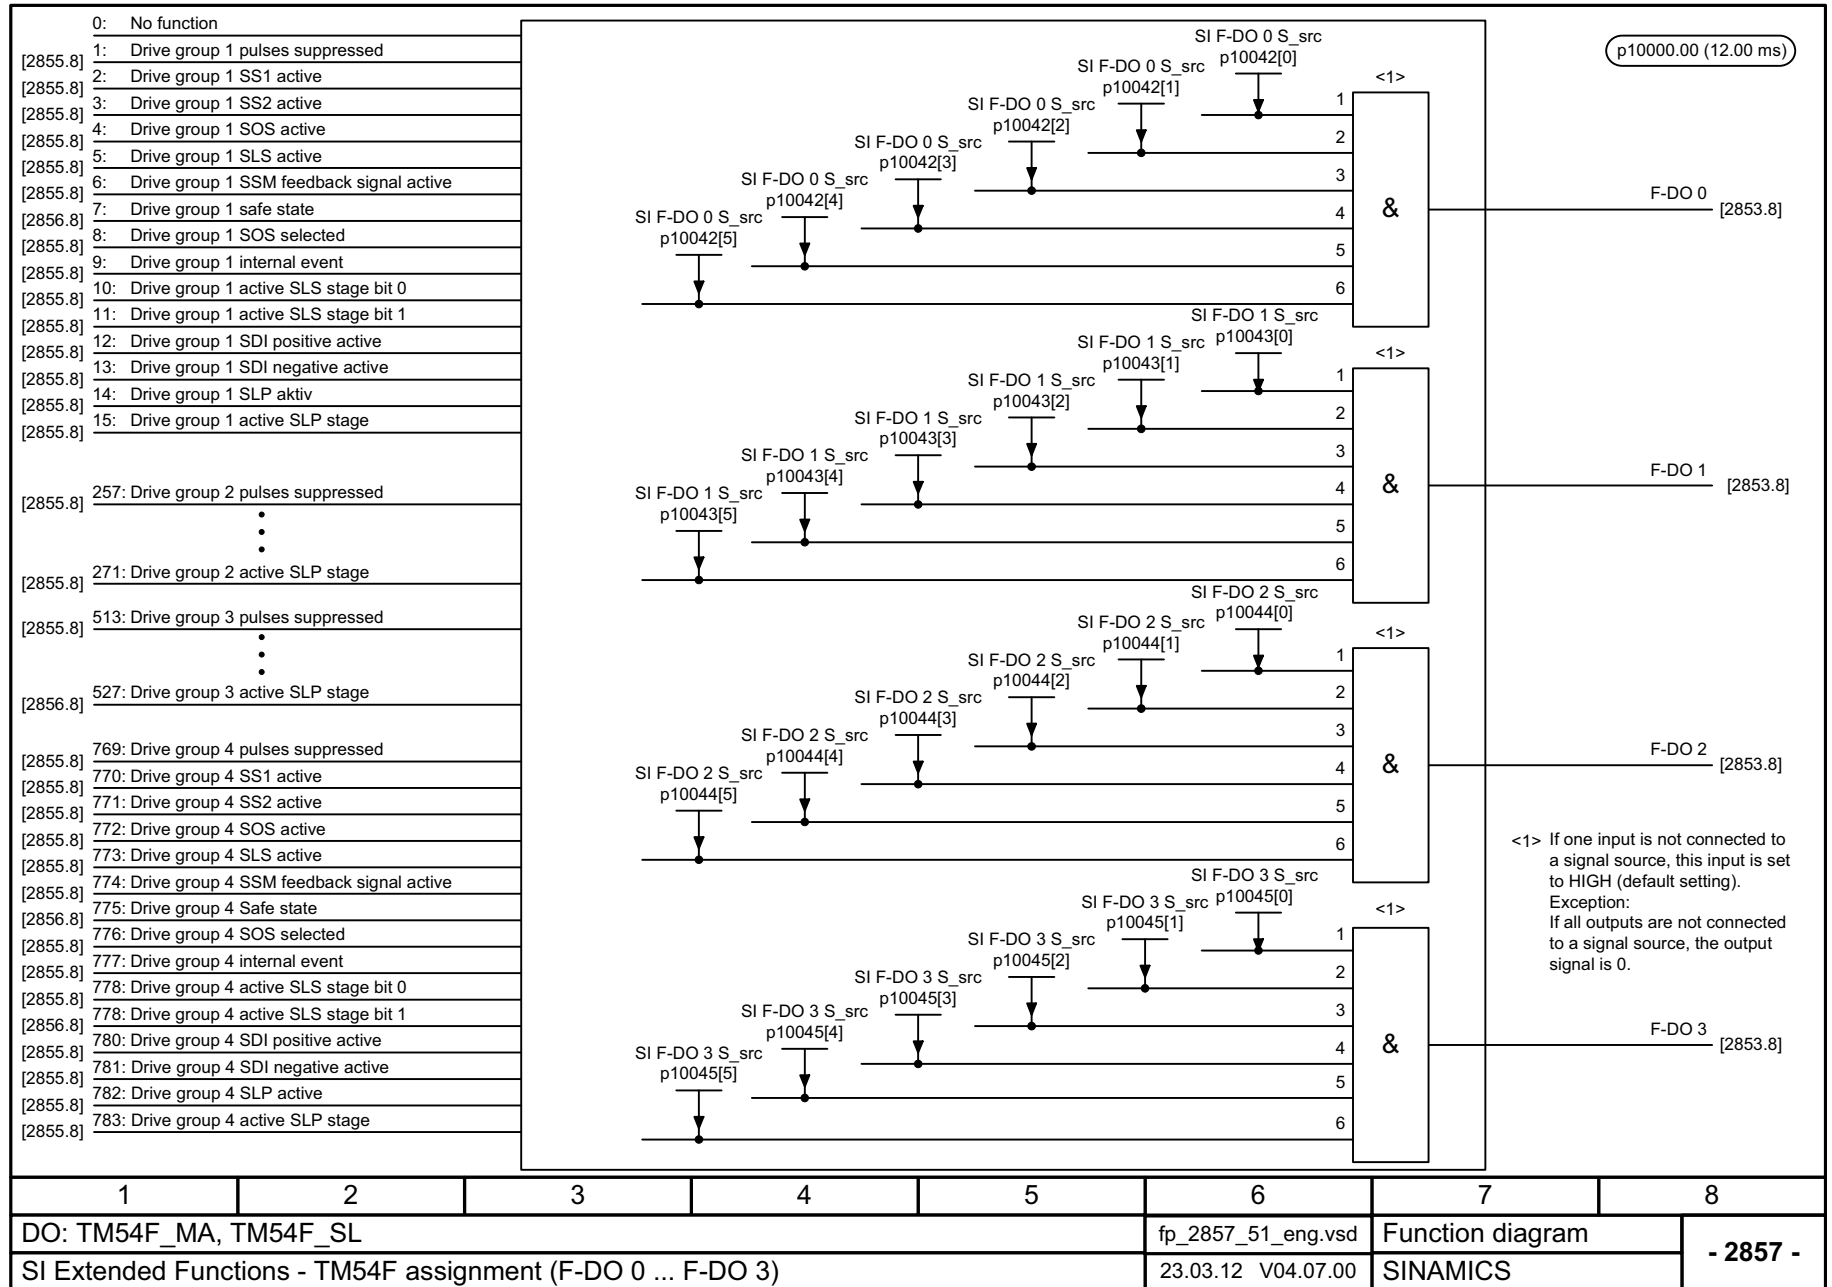 0: No function
[2855.8] 1: Drive group 1 pulses suppressed
[2855.8] 2: Drive group 1 SS1 active
[2855.8] 3: Drive group 1 SS2 active
[2855.8] 4: Drive group 1 SOS active
[2855.8] 5: Drive group 1 SLS active
[2855.8] 6: Drive group 1 SSM feedback signal active
[2856.8] 7: Drive group 1 safe state
[2855.8] 8: Drive group 1 SOS selected
[2855.8] 9: Drive group 1 internal event
[2855.8] 10: Drive group 1 active SLS stage bit 0
[2855.8] 11: Drive group 1 active SLS stage bit 1
[2855.8] 12: Drive group 1 SDI positive active
[2855.8] 13: Drive group 1 SDI negative active
[2855.8] 14: Drive group 1 SLP aktiv
[2855.8] 15: Drive group 1 active SLP stage
[2855.8] 257: Drive group 2 pulses suppressed
[2855.8] 271: Drive group 2 active SLP stage
[2855.8] 513: Drive group 3 pulses suppressed
[2856.8] 527: Drive group 3 active SLP stage
[2855.8] 769: Drive group 4 pulses suppressed
[2855.8] 770: Drive group 4 SS1 active
[2855.8] 771: Drive group 4 SS2 active
[2855.8] 772: Drive group 4 SOS active
[2855.8] 773: Drive group 4 SLS active
[2855.8] 774: Drive group 4 SSM feedback signal active
[2856.8] 775: Drive group 4 Safe state
[2855.8] 776: Drive group 4 SOS selected
[2855.8] 777: Drive group 4 internal event
[2855.8] 778: Drive group 4 active SLS stage bit 0
[2856.8] 778: Drive group 4 active SLS stage bit 1
[2855.8] 780: Drive group 4 SDI positive active
[2855.8] 781: Drive group 4 SDI negative active
[2855.8] 782: Drive group 4 SLP active
[2855.8] 783: Drive group 4 active SLP stage
p10000.00 (12.00 ms)
SI F-DO 0 S_src
p10042[0]
SI F-DO 0 S_src
p10042[1]
SI F-DO 0 S_src
p10042[2]
SI F-DO 0 S_src
p10042[3]
SI F-DO 0 S_src
p10042[4]
SI F-DO 0 S_src
p10042[5]
<1>
1
2
3
4
5
6
&
F-DO 0 [2853.8]
SI F-DO 1 S_src
p10043[0]
SI F-DO 1 S_src
p10043[1]
SI F-DO 1 S_src
p10043[2]
SI F-DO 1 S_src
p10043[3]
SI F-DO 1 S_src
p10043[4]
SI F-DO 1 S_src
p10043[5]
<1>
1
2
3
4
5
6
&
F-DO 1 [2853.8]
SI F-DO 2 S_src
p10044[0]
SI F-DO 2 S_src
p10044[1]
SI F-DO 2 S_src
p10044[2]
SI F-DO 2 S_src
p10044[3]
SI F-DO 2 S_src
p10044[4]
SI F-DO 2 S_src
p10044[5]
<1>
1
2
3
4
5
6
&
F-DO 2 [2853.8]
SI F-DO 3 S_src
p10045[0]
SI F-DO 3 S_src
p10045[1]
SI F-DO 3 S_src
p10045[2]
SI F-DO 3 S_src
p10045[3]
SI F-DO 3 S_src
p10045[4]
SI F-DO 3 S_src
p10045[5]
<1>
1
2
3
4
5
6
&
F-DO 3 [2853.8]
<1> If one input is not connected to
a signal source, this input is set
to HIGH (default setting).
Exception:
If all outputs are not connected
to a signal source, the output
signal is 0.
1 2 3 4 5 6 7 8
DO: TM54F_MA, TM54F_SL
fp_2857_51_eng.vsd
Function diagram
- 2857 -
SI Extended Functions - TM54F assignment (F-DO 0 ... F-DO 3)
23.03.12 V04.07.00
SINAMICS